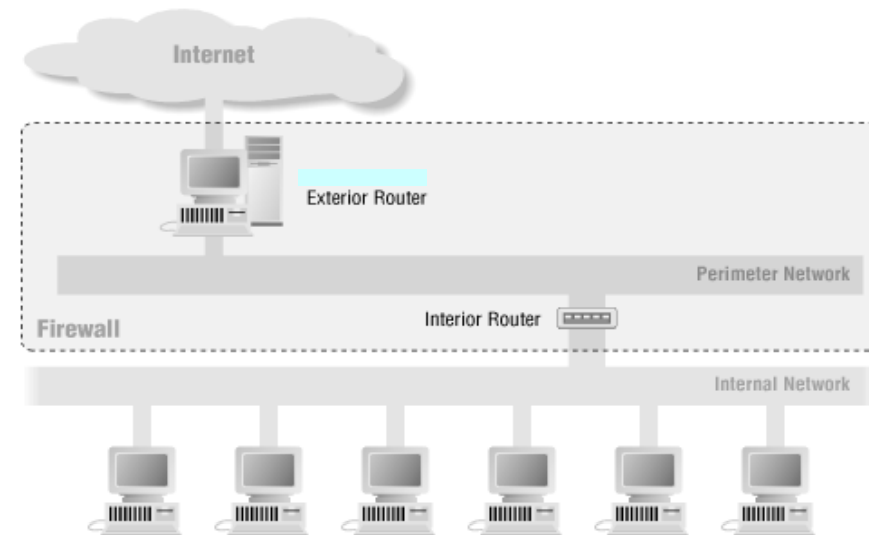 Internet
Exterior Router
Perimeter Network
Interior Router
Firewall
Internal Network